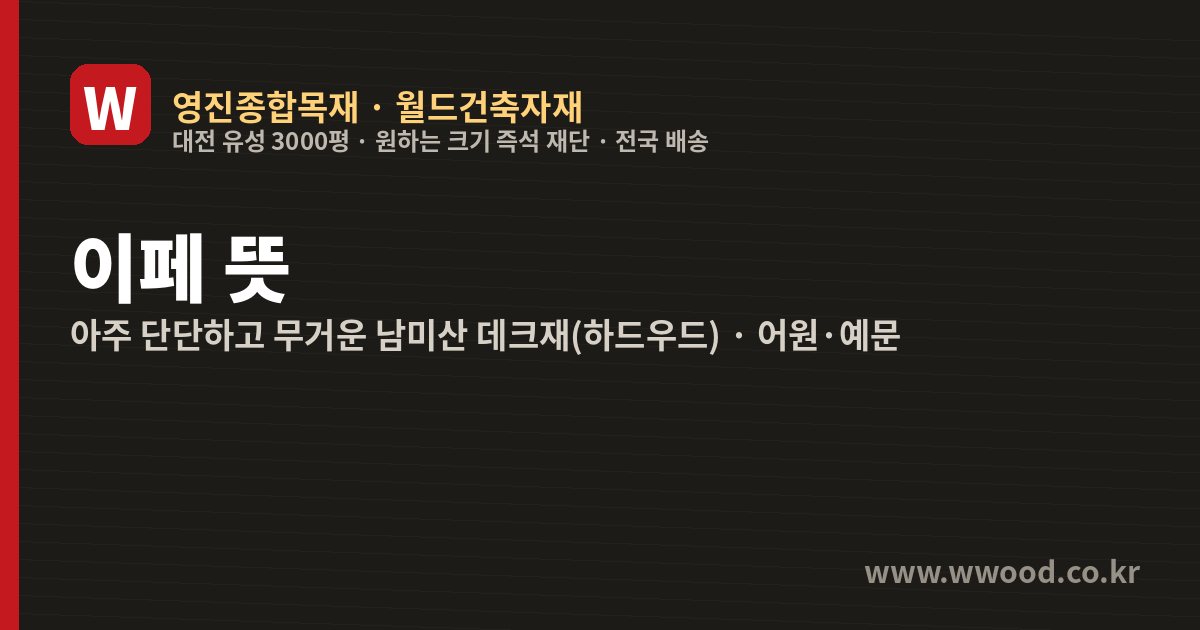 W
영진종합목재 · 월드건축자재
대전 유성 3000평 · 원하는 크기 즉석 재단 · 전국 배송
이페 뜻
아주 단단하고 무거운 남미산 데크재(하드우드) · 어원·예문
www.wwood.co.kr